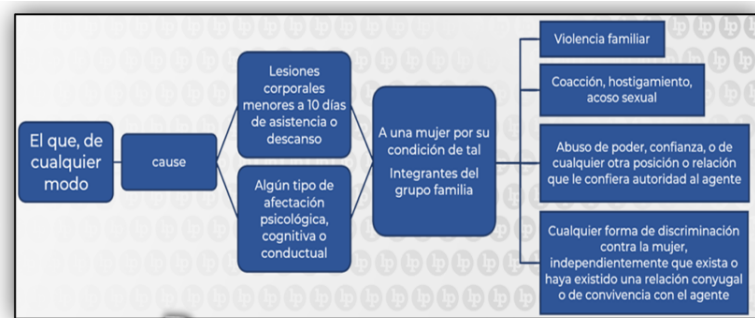 El que, de
cualquier
modo
cause
Lesiones
corporales
menores a 10 días
de asistencia o
descanso
Algún tipo de
afectación
psicológica,
cognitiva o
conductual
A una mujer por su
condición de tal
Integrantes del
grupo familia
Violencia familiar
Coacción, hostigamiento,
acoso sexual
Abuso de poder, confianza, o de
cualquier otra posición o relación
que le confiera autoridad al agente
Cualquier forma de discriminación
contra la mujer,
independientemente que exista o
haya existido una relación conyugal
o de convivencia con el agente